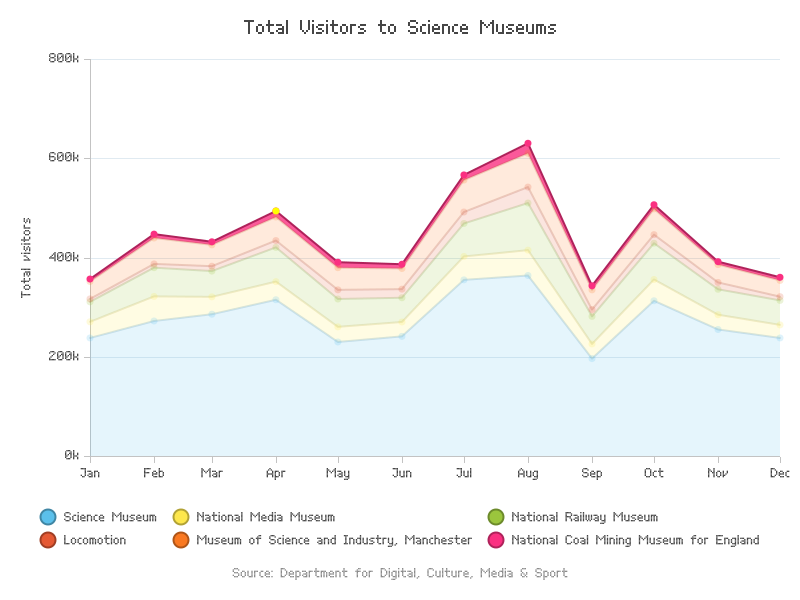 Total Visitors to Science Museums
800k
600k
400k
200k
0k
Total visitors
Jan Feb Mar Apr May Jun Jul Aug Sep Oct Nov Dec
Science Museum National Media Museum National Railway Museum
Locomotion Museum of Science and Industry, Manchester National Coal Mining Museum for England
Source: Department for Digital, Culture, Media & Sport